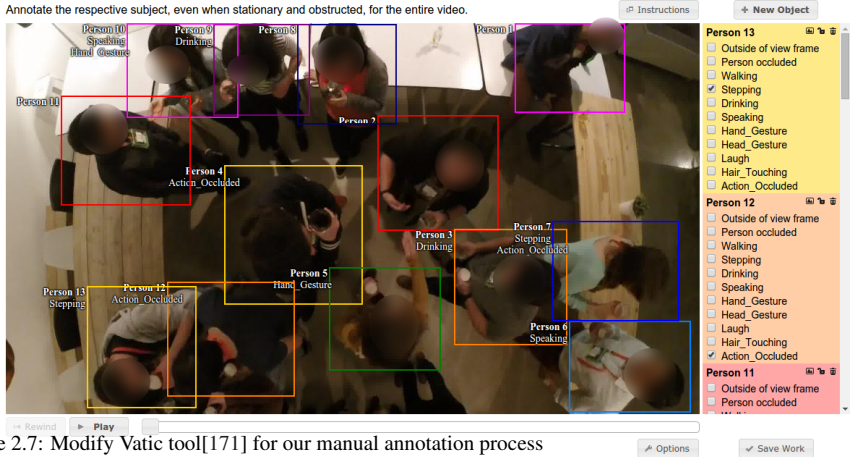 Annotate the respective subject, even when stationary and obstructed, for the entire video.
Instructions
+ New Object
Person 10
Speaking
Hand_Gesture
Person 9
Drinking
Person 8
Person 1
Person 11
Person 2
Person 4
Action_Occluded
Person 3
Drinking
Person 7
Stepping
Action_Occluded
Person 5
Hand_Gesture
Person 13
Stepping
Person 12
Action_Occluded
Person 6
Speaking
Person 13
Outside of view frame
Person occluded
Walking
Stepping
Drinking
Speaking
Hand_Gesture
Head_Gesture
Laugh
Hair_Touching
Action_Occluded
Person 12
Outside of view frame
Person occluded
Walking
Stepping
Drinking
Speaking
Hand_Gesture
Head_Gesture
Laugh
Hair_Touching
Action_Occluded
Person 11
Outside of view frame
Person occluded
Rewind
Play
Options
Save Work
e 2.7: Modify Vatic tool[171] for our manual annotation process